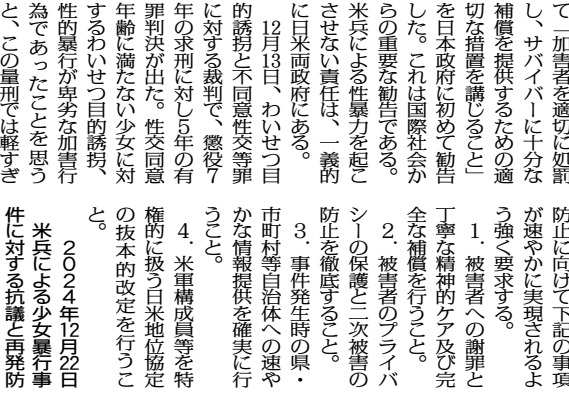 て「加害者を適切に処罰
し、サバイバーに十分な
補償を提供するための適
切な措置を講じること」
を日本政府に初めて勧告
した。これは国際社会か
らの重要な勧告である。
米兵による性暴力を起こ
させない責任は、一義的
に日米両政府にある。
12月13日、わいせつ目
的誘拐と不同意性交等罪
に対する裁判で、懲役7
年の求刑に対し5年の有
罪判決が出た。性交同意
年齢に満たない少女に対
するわいせつ目的誘拐、
性的暴行が卑劣な加害行
為であったことを思う
と、この量刑では軽すぎ
防止に向けて下記の事項
が速やかに実現されるよ
う強く要求する。
1．被害者への謝罪と
丁寧な精神的ケア及び完
全な補償を行うこと。
2．被害者のプライバ
シーの保護と二次被害の
防止を徹底すること。
3．事件発生時の県・
市町村等自治体への速や
かな情報提供を確実に行
うこと。
4．米軍構成員等を特
権的に扱う日米地位協定
の抜本的改定を行うこ
と。
2024年12月22日
米兵による少女暴行事
件に対する抗議と再発防